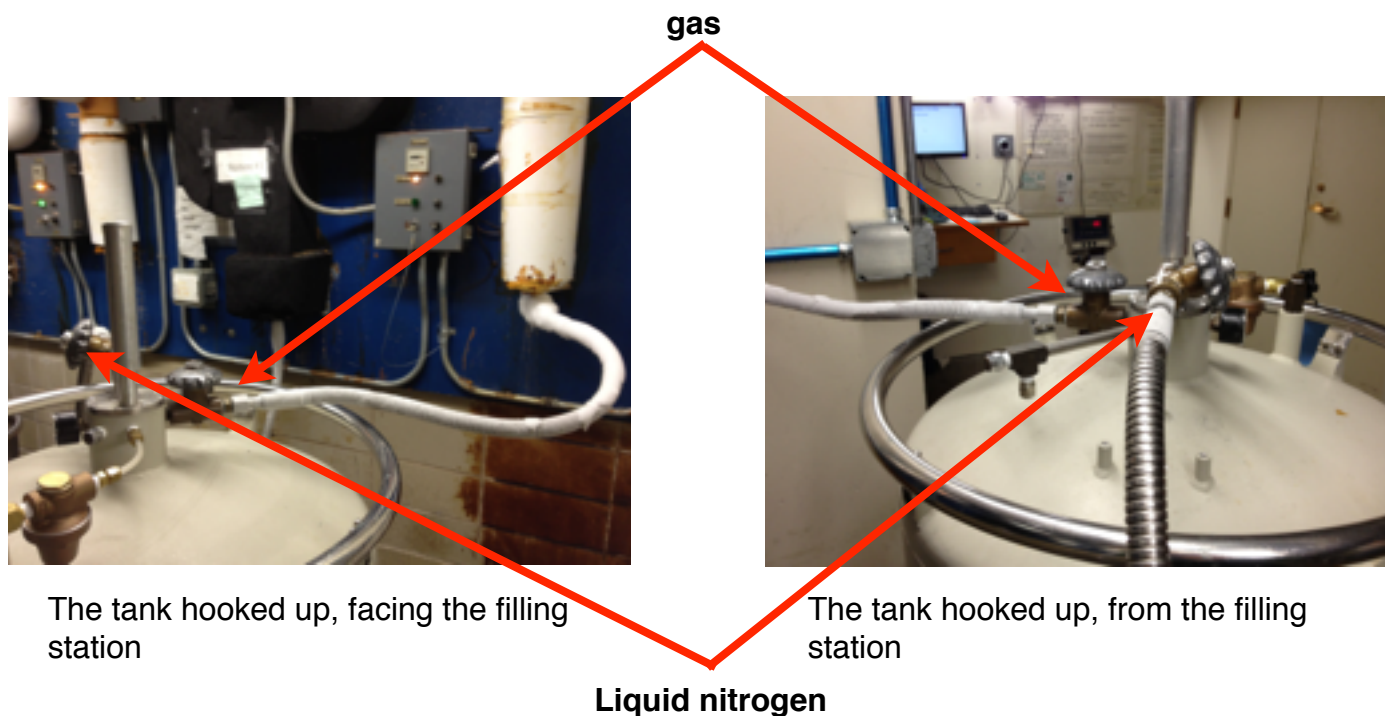 gas
The tank hooked up, facing the filling
station
The tank hooked up, from the filling
station
Liquid nitrogen